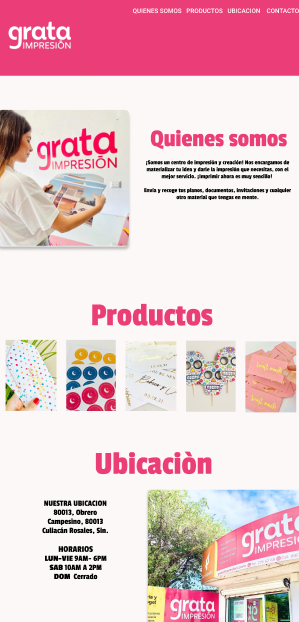 QUIENES SOMOS PRODUCTOS UBICACION CONTACTO
grata
IMPRESIÓN
grata
IMPRESIÓN
Quienes somos
¡Somos un centro de impresión y creación! Nos encargamos de
materializar tu idea y darle la impresión que necesitas, con el
mejor servicio. ¡Imprimir ahora es muy sencillo!
Envía y recoge tus planos, documentos, invitaciones y cualquier
otro material que tengas en mente.
Productos
Ubicaciòn
NUESTRA UBICACION
80013, Obrero
Campesino, 80013
Culiacán Rosales, Sin.
HORARIOS
LUN-VIE 9AM- 6PM
SAB 10AM A 2PM
DOM Cerrado
grata
IMPRESIÓ
grata
IMPRESIÓN